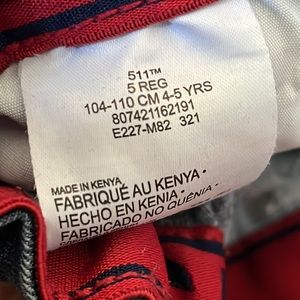 511™
5 REG
104-110 CM 4-5 YRS
807421162191
E227-M82 321
MADE IN KENYA •
FABRIQUÉ AU KENYA •
HECHO EN KENIA •
FABRICADO NO QUÉNIA •